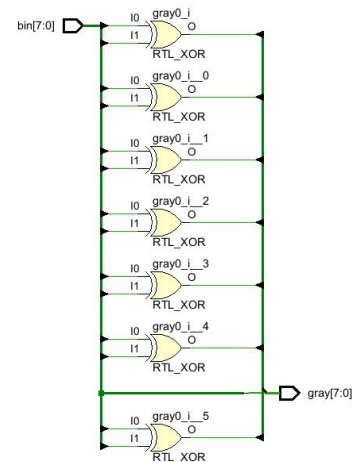 bin[7:0]
I0 gray0_i
I1 O
RTL_XOR
I0 gray0_i__0
I1 O
RTL_XOR
I0 gray0_i__1
I1 O
RTL_XOR
I0 gray0_i__2
I1 O
RTL_XOR
I0 gray0_i__3
I1 O
RTL_XOR
I0 gray0_i__4
I1 O
RTL_XOR
gray[7:0]
I0 gray0_i__5
I1 O
RTL_XOR